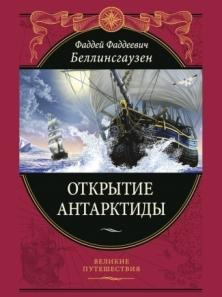 Фаддей Фаддеевич
Беллинсгаузен
ОТКРЫТИЕ
АНТАРКТИДЫ
ВЕЛИКИЕ
ПУТЕШЕСТВИЯ